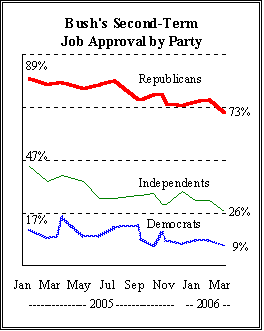 Bush's Second-Term
Job Approval by Party
89%
Republicans
73%
47%
Independents
26%
17%
Democrats
9%
Jan Mar May Jul Sep Nov Jan Mar
2005 2006